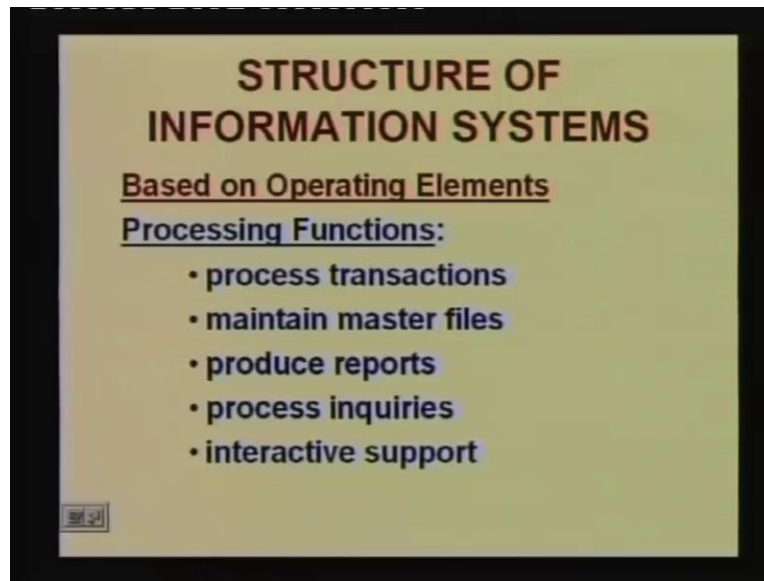 STRUCTURE OF
INFORMATION SYSTEMS
Based on Operating Elements
Processing Functions:
• process transactions
• maintain master files
• produce reports
• process inquiries
• interactive support